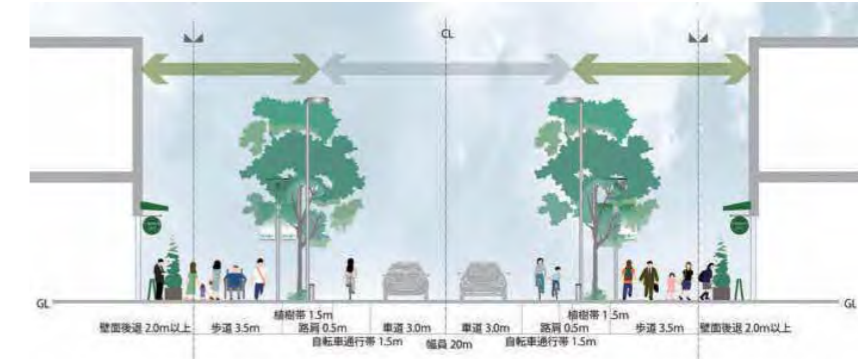 CL
GL GL
植樹帯 1.5m 植樹帯 1.5m
壁面後退 2.0m以上 歩道 3.5m 路肩 0.5m 車道 3.0m 車道 3.0m 路肩 0.5m 歩道 3.5m 壁面後退 2.0m以上
自転車通行帯 1.5m 幅員 20m 自転車通行帯 1.5m